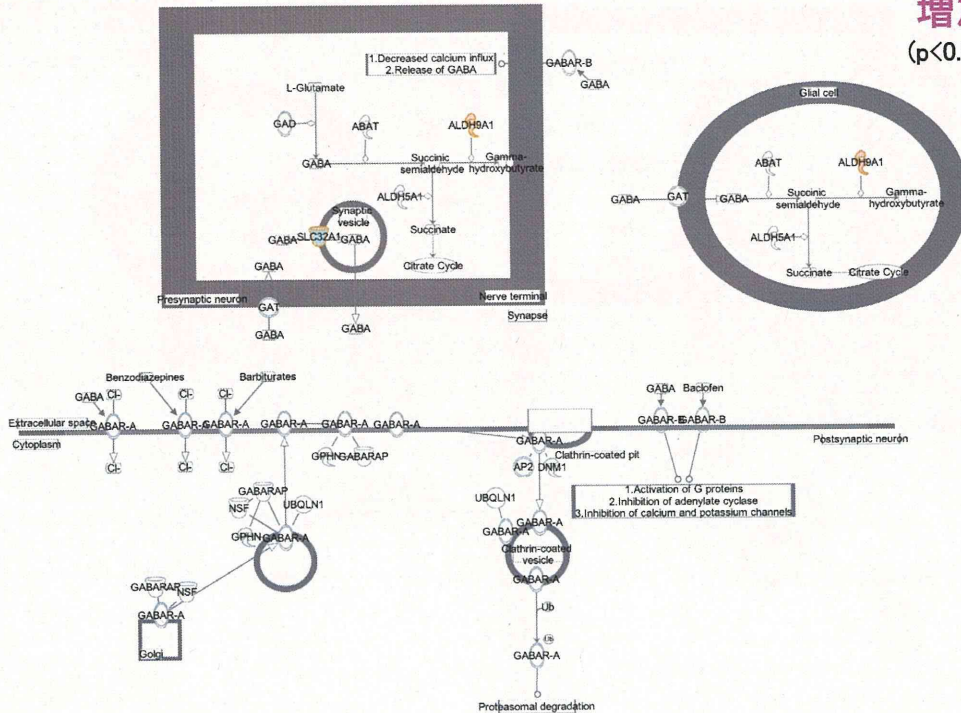 増
(p<0.
1.Decreased calcium influx
2.Release of GABA
GABAR-B
GABA
L-Glutamate
GAD
ABAT
ALDH9A1
GABA
Succinic semialdehyde
Gamma-hydroxybutyrate
ALDH5A1
Succinate
Citrate Cycle
Synaptic vesicle
GABA
SLC32A1
GABA
GABA
Presynaptic neuron
Nerve terminal
GAT
Synapse
GABA
GABA
Glial cell
ABAT
ALDH9A1
GABA
GAT
GABA
Succinic semialdehyde
Gamma-hydroxybutyrate
ALDH5A1
Succinate
Citrate Cycle
Benzodiazepines
Barbiturates
GABA
Cl-
Cl-
Cl-
GABA
Baclofen
Extracellular space
GABAR-A
GABAR-A
GABAR-A
GABAR-A
GABAR-A
GABAR-A
GABAR-B
GABAR-B
Cytoplasm
Postsynaptic neuron
GPHN
GABARAP
GABAR-A
Clathrin-coated pit
Cl-
Cl-
Cl-
AP2
DNM1
1.Activation of G proteins
2.Inhibition of adenylate cyclase
3.Inhibition of calcium and potassium channels
GABARAP
NSF
UBQLN1
GPHN
GABAR-A
UBQLN1
GABAR-A
GABAR-A
Clathrin-coated vesicle
GABAR-A
GABARAP
NSF
GABAR-A
Golgi
Ub
Ub
GABAR-A
Proteasomal degradation